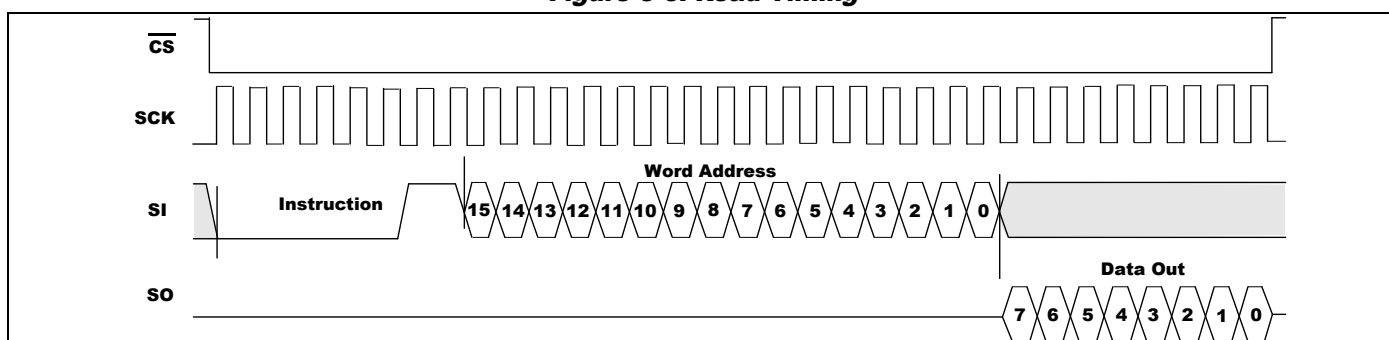 CS
SCK
Word Address
SI
Instruction
15 14 13 12 11 10 9 8 7 6 5 4 3 2 1 0
Data Out
SO
7 6 5 4 3 2 1 0